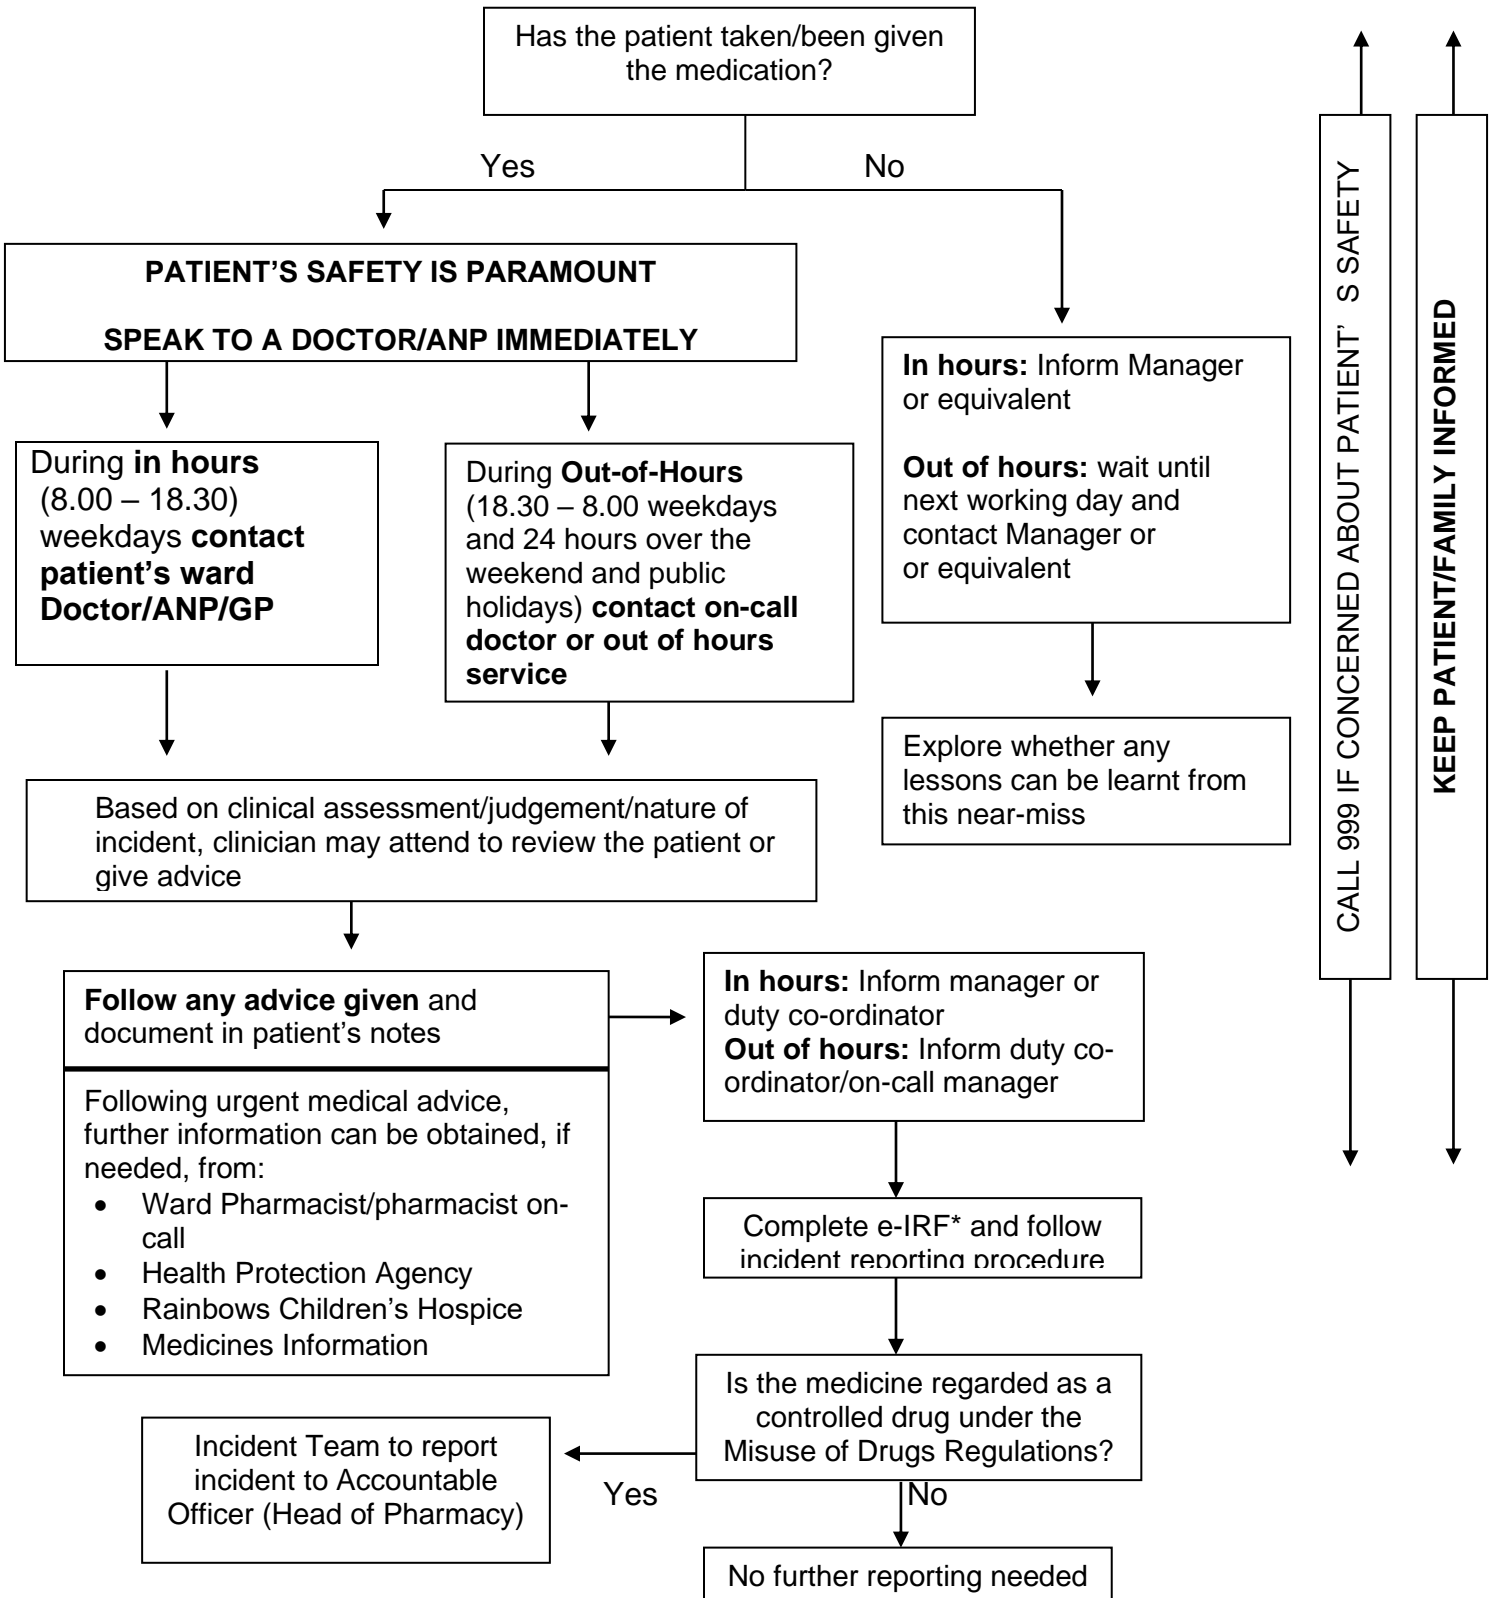 Has the patient taken/been given
the medication?
Yes
No
PATIENT'S SAFETY IS PARAMOUNT
SPEAK TO A DOCTOR/ANP IMMEDIATELY
During in hours
(8.00 – 18.30)
weekdays contact
patient's ward
Doctor/ANP/GP
During Out-of-Hours
(18.30 – 8.00 weekdays
and 24 hours over the
weekend and public
holidays) contact on-call
doctor or out of hours
service
In hours: Inform Manager
or equivalent
Out of hours: wait until
next working day and
contact Manager or
or equivalent
Explore whether any
lessons can be learnt from
this near-miss
Based on clinical assessment/judgement/nature of
incident, clinician may attend to review the patient or
give advice
Follow any advice given and
document in patient's notes
Following urgent medical advice,
further information can be obtained, if
needed, from:
• Ward Pharmacist/pharmacist on-
call
• Health Protection Agency
• Rainbows Children's Hospice
• Medicines Information
In hours: Inform manager or
duty co-ordinator
Out of hours: Inform duty co-
ordinator/on-call manager
Complete e-IRF* and follow
incident reporting procedure
Is the medicine regarded as a
controlled drug under the
Misuse of Drugs Regulations?
Yes
No
Incident Team to report
incident to Accountable
Officer (Head of Pharmacy)
No further reporting needed
CALL 999 IF CONCERNED ABOUT PATIENT' S SAFETY
KEEP PATIENT/FAMILY INFORMED